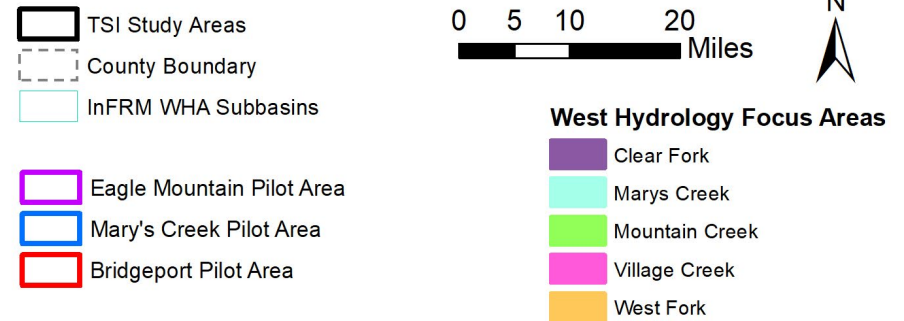 TSI Study Areas
County Boundary
InFRM WHA Subbasins
Eagle Mountain Pilot Area
Mary's Creek Pilot Area
Bridgeport Pilot Area
0 5 10 20
Miles
N
West Hydrology Focus Areas
Clear Fork
Marys Creek
Mountain Creek
Village Creek
West Fork